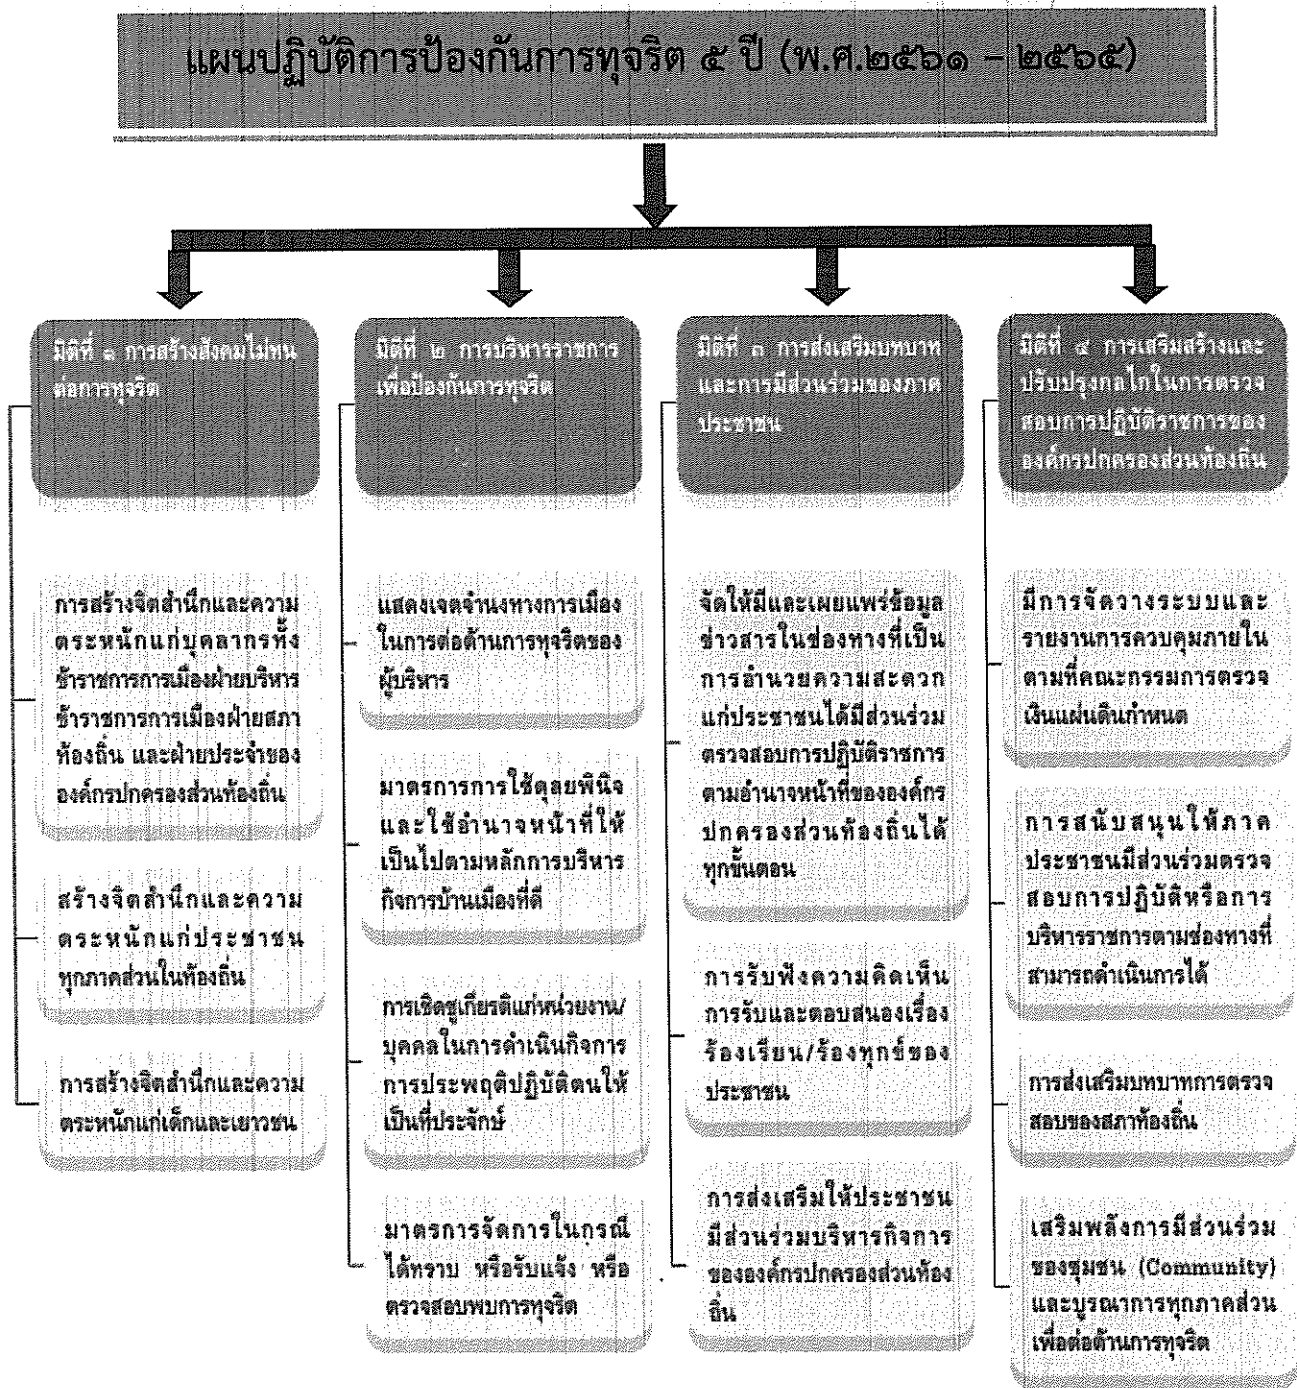 แผนปฏิบัติการป้องกันการทุจริต ๕ ปี (พ.ศ.๒๕๖๑ – ๒๕๖๕)
มิติที่ ๑ การสร้างสังคมไม่ทน
ต่อการทุจริต
การสร้างจิตสำนึกและความ
ตระหนักแก่บุคลากรทั้ง
ข้าราชการการเมืองฝ่ายบริหาร
ข้าราชการการเมืองฝ่ายสภา
ท้องถิ่น และฝ่ายประจำของ
องค์กรปกครองส่วนท้องถิ่น
สร้างจิตสำนึกและความ
ตระหนักแก่ประชาชน
ทุกภาคส่วนในท้องถิ่น
การสร้างจิตสำนึกและความ
ตระหนักแก่เด็กและเยาวชน
มิติที่ ๒ การบริหารราชการ
เพื่อป้องกันการทุจริต
แสดงเจตจำนงทางการเมือง
ในการต่อต้านการทุจริตของ
ผู้บริหาร
มาตรการการใช้ดุลยพินิจ
และใช้อำนาจหน้าที่ให้
เป็นไปตามหลักการบริหาร
กิจการบ้านเมืองที่ดี
การเชิดชูเกียรติแก่หน่วยงาน/
บุคคลในการดำเนินกิจการ
การประพฤติปฏิบัติตนให้
เป็นที่ประจักษ์
มาตรการจัดการในกรณี
ได้ทราบ หรือรับแจ้ง หรือ
ตรวจสอบพบการทุจริต
มิติที่ ๓ การส่งเสริมบทบาท
และการมีส่วนร่วมของภาค
ประชาชน
จัดให้มีและเผยแพร่ข้อมูล
ข่าวสารในช่องทางที่เป็น
การอำนวยความสะดวก
แก่ประชาชนได้มีส่วนร่วม
ตรวจสอบการปฏิบัติราชการ
ตามอำนาจหน้าที่ขององค์กร
ปกครองส่วนท้องถิ่นได้
ทุกขั้นตอน
การรับฟังความคิดเห็น
การรับและตอบสนองเรื่อง
ร้องเรียน/ร้องทุกข์ของ
ประชาชน
การส่งเสริมให้ประชาชน
มีส่วนร่วมบริหารกิจการ
ขององค์กรปกครองส่วนท้อง
ถิ่น
มิติที่ ๔ การเสริมสร้างและ
ปรับปรุงกลไกในการตรวจ
สอบการปฏิบัติราชการของ
องค์กรปกครองส่วนท้องถิ่น
มีการจัดวางระบบและ
รายงานการควบคุมภายใน
ตามที่คณะกรรมการตรวจ
เงินแผ่นดินกำหนด
การสนับสนุนให้ภาค
ประชาชนมีส่วนร่วมตรวจ
สอบการปฏิบัติหรือการ
บริหารราชการตามช่องทางที่
สามารถดำเนินการได้
การส่งเสริมบทบาทการตรวจ
สอบของสภาท้องถิ่น
เสริมพลังการมีส่วนร่วม
ของชุมชน (Community)
และบูรณาการทุกภาคส่วน
เพื่อต่อต้านการทุจริต